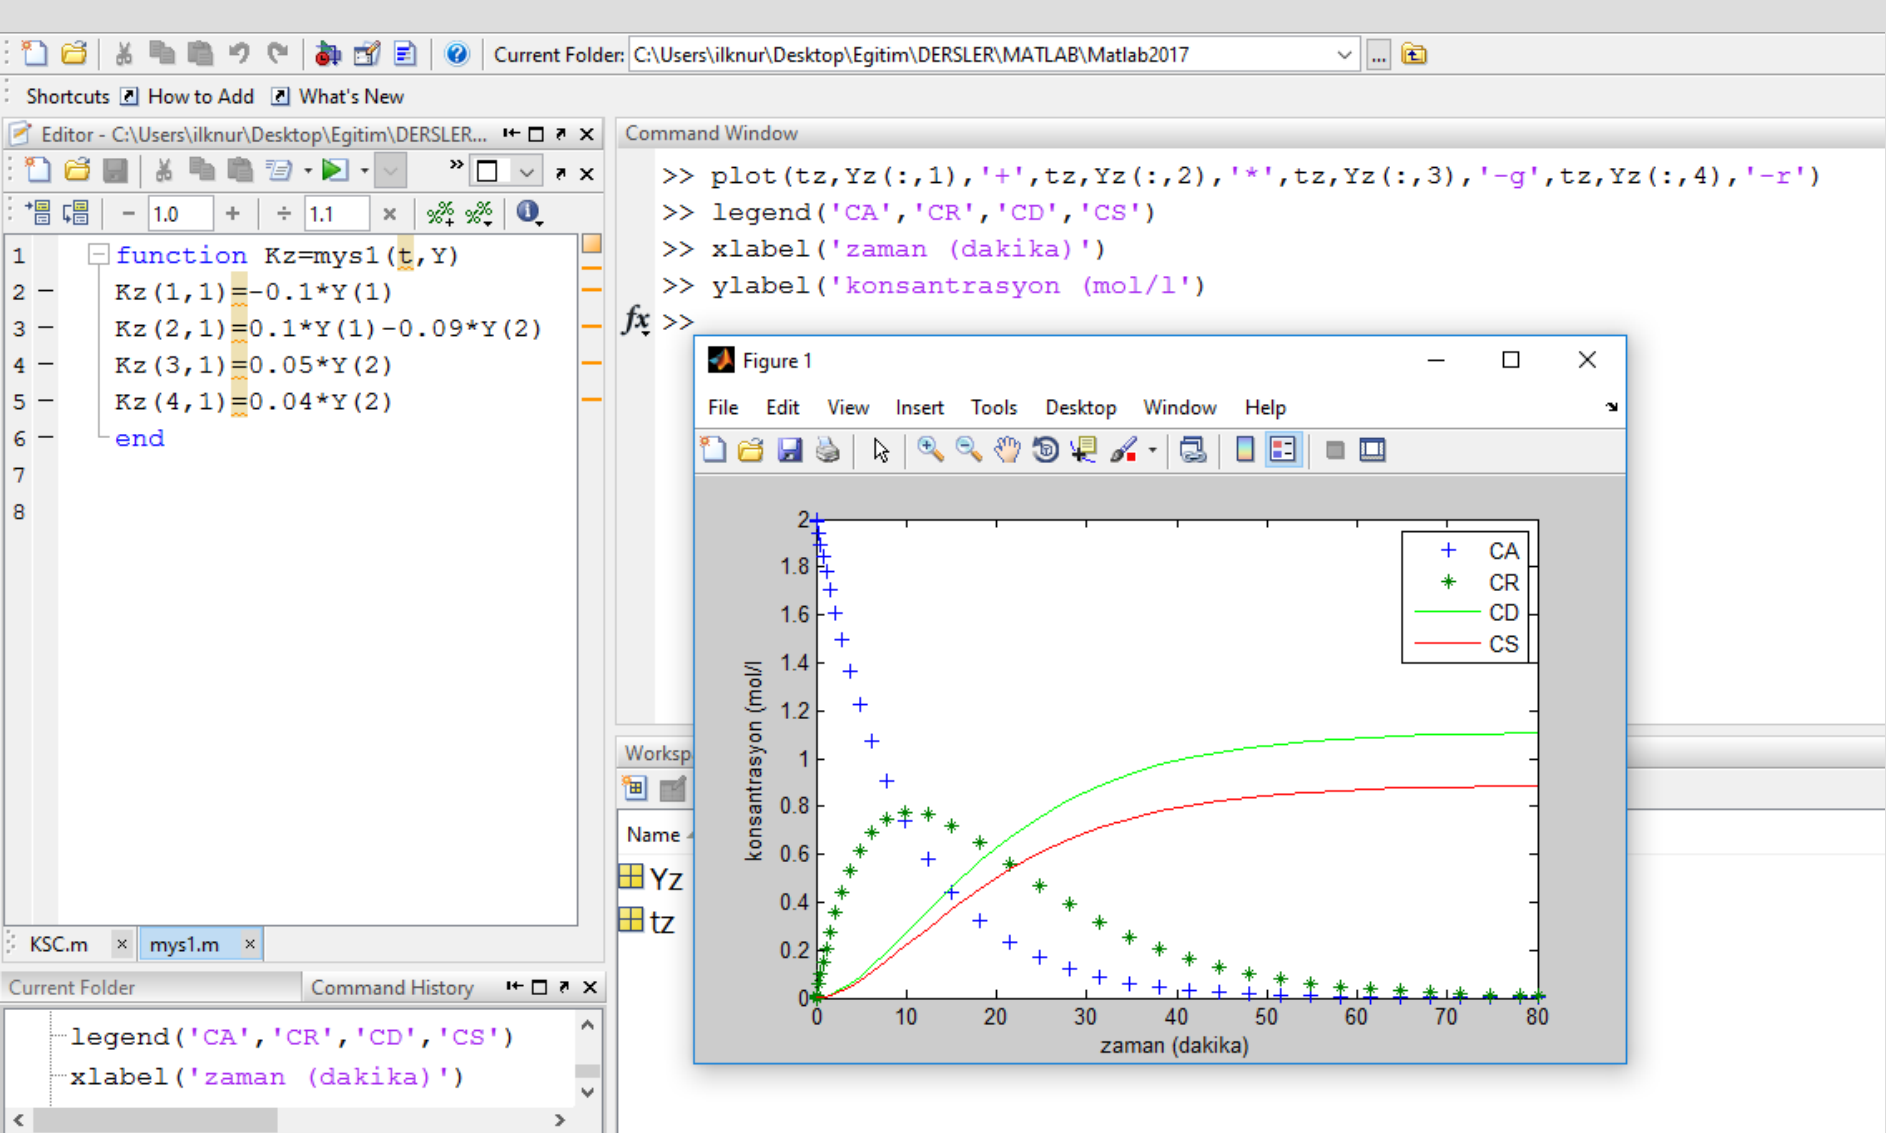 Current Folder: C:\Users\ilknur\Desktop\Egitim\DERSLER\MATLAB\Matlab2017 ...
Shortcuts How to Add What's New
Editor - C:\Users\ilknur\Desktop\Egitim\DERSLER...
1.0 + ÷ 1.1 ×
1 function Kz=mys1(t,Y)
2 Kz(1,1)=-0.1*Y(1)
3 Kz(2,1)=0.1*Y(1)-0.09*Y(2)
4 Kz(3,1)=0.05*Y(2)
5 Kz(4,1)=0.04*Y(2)
6 end
7
8
KSC.m × mys1.m ×
Current Folder Command History
legend('CA','CR','CD','CS')
xlabel('zaman (dakika)')
Command Window
>> plot(tz,Yz(:,1),'+',tz,Yz(:,2),'*',tz,Yz(:,3),'-g',tz,Yz(:,4),'-r')
>> legend('CA','CR','CD','CS')
>> xlabel('zaman (dakika)')
>> ylabel('konsantrasyon (mol/l')
fx >>
Worksp
Name
Yz
tz
Figure 1
File Edit View Insert Tools Desktop Window Help
2
1.8
1.6
1.4
1.2
1
0.8
0.6
0.4
0.2
0
konsantrasyon (mol/l
CA
CR
CD
CS
0 10 20 30 40 50 60 70 80
zaman (dakika)